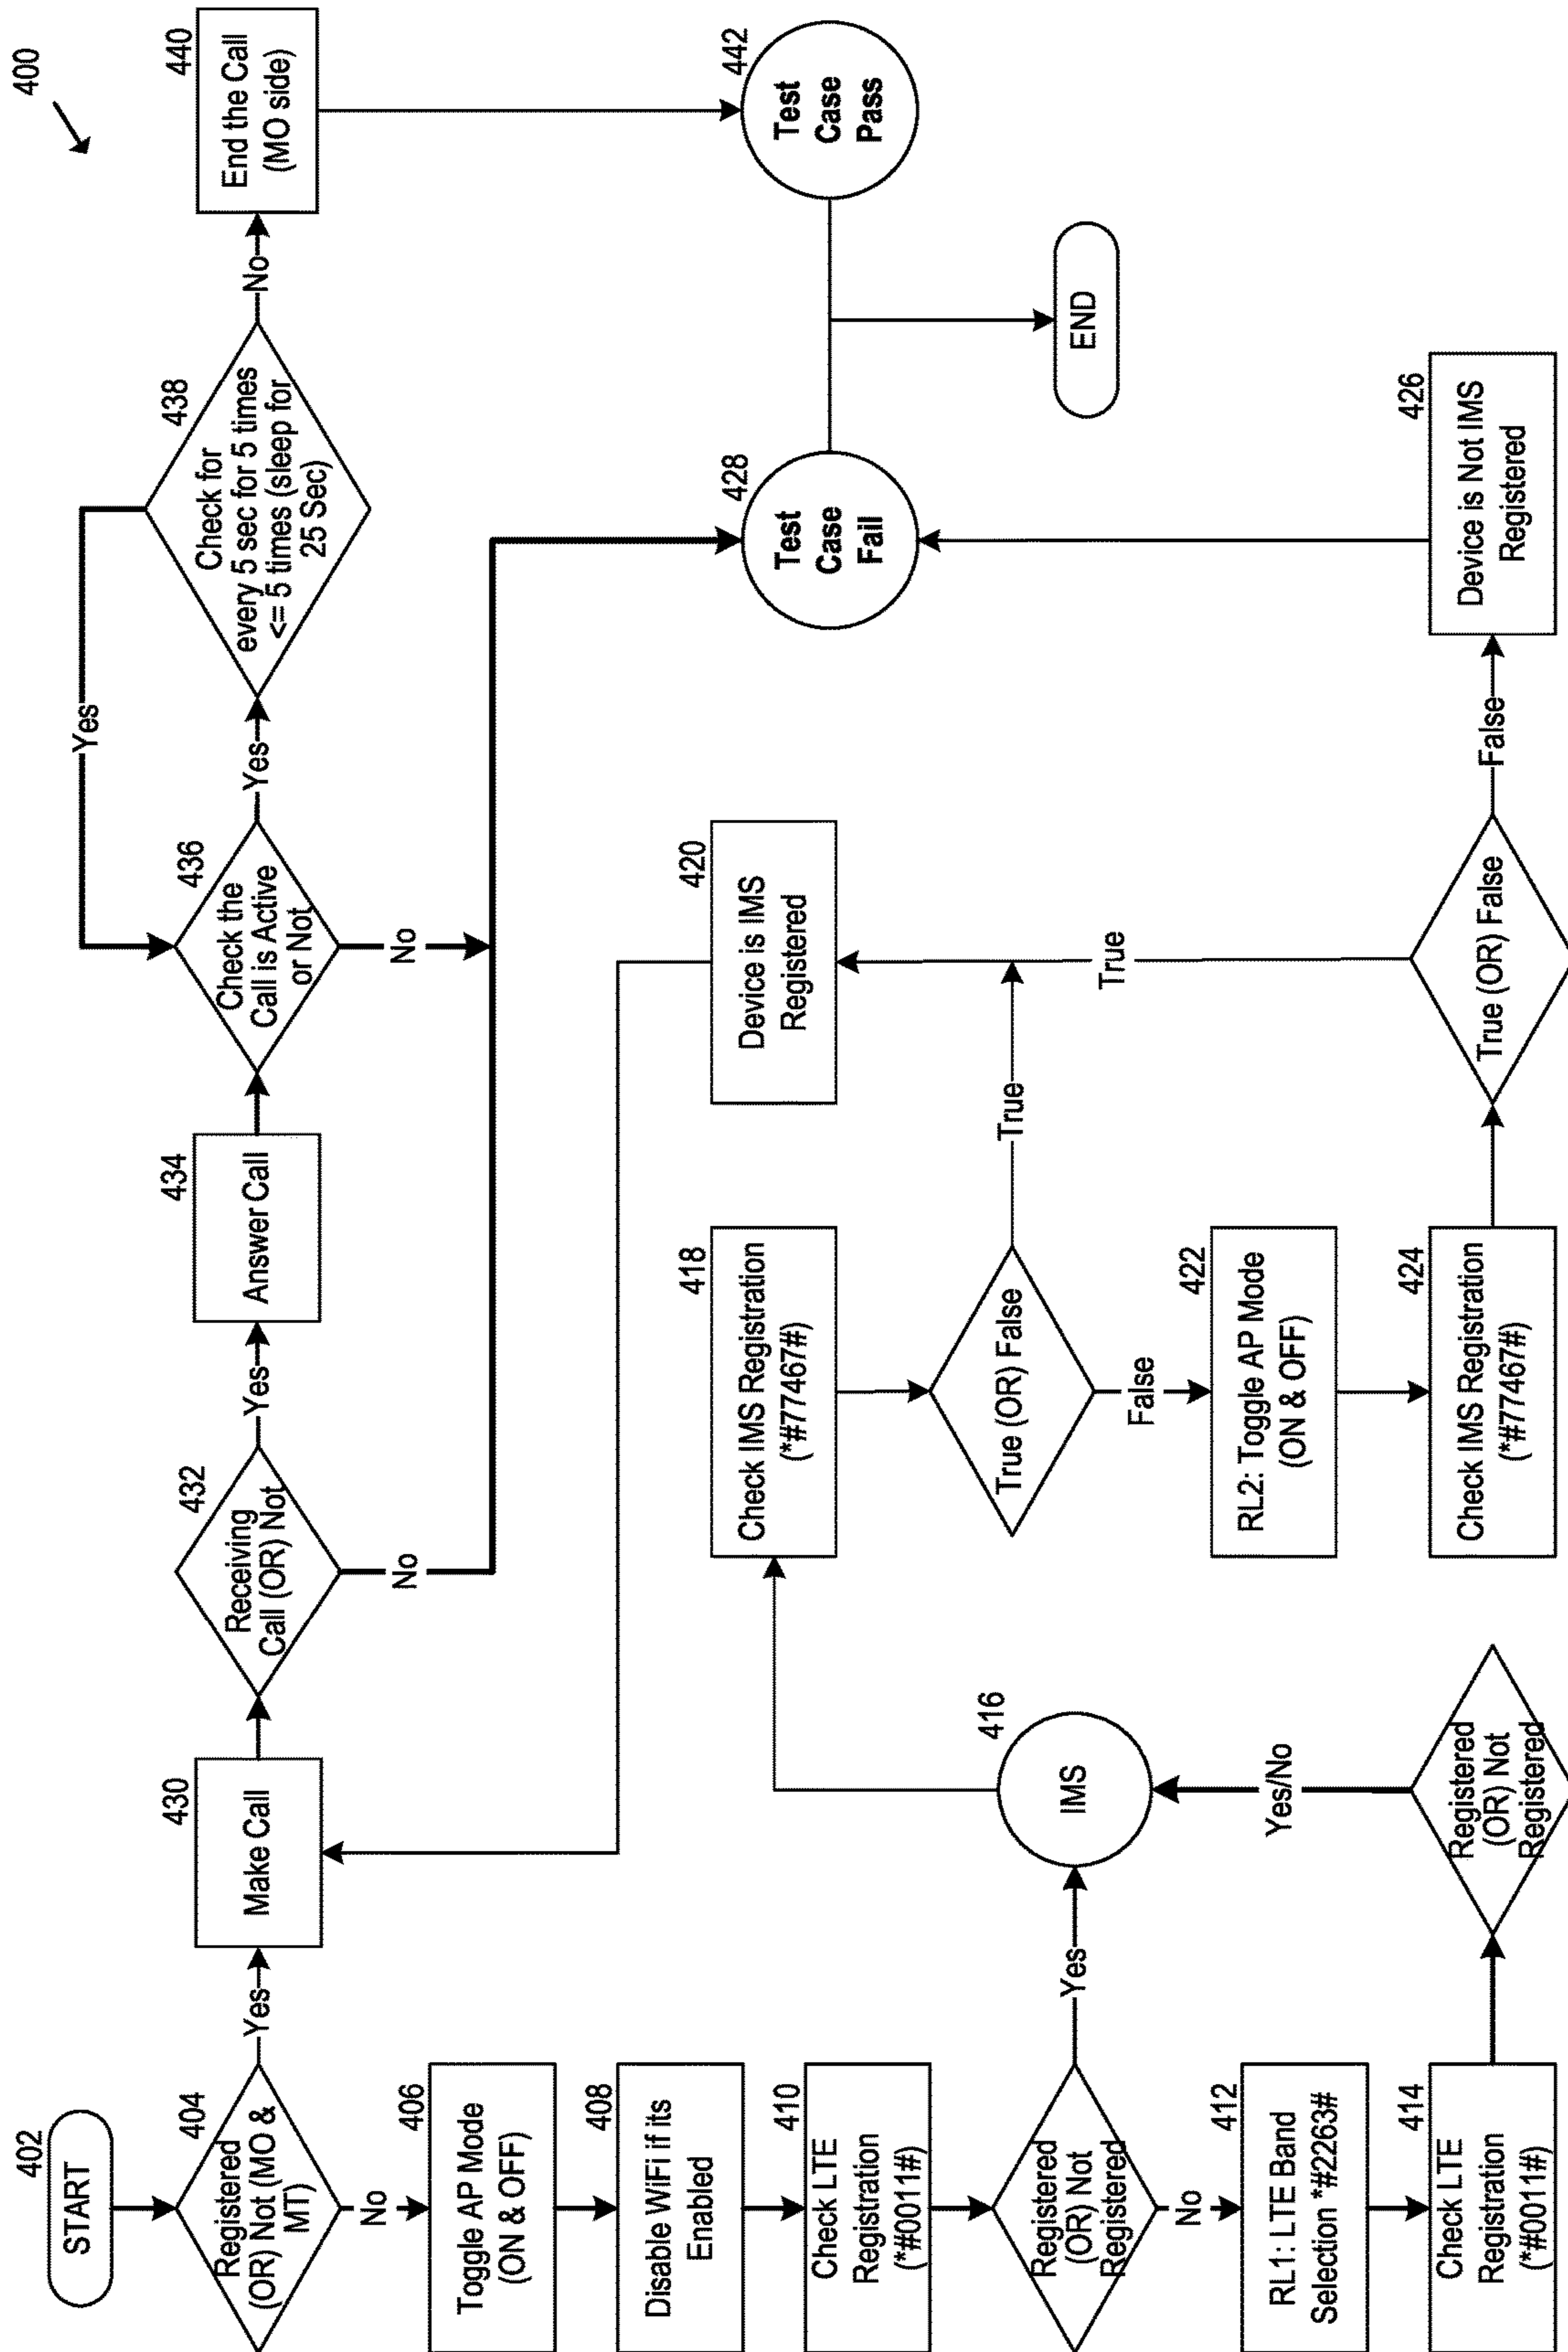 400
402
START
404
Registered
(OR) Not (MO &
MT)
Yes
No
406
Toggle AP Mode
(ON & OFF)
408
Disable WiFi if its
Enabled
410
Check LTE
Registration
(*#0011#)
Registered
(OR) Not
Registered
Yes
No
412
RL1: LTE Band
Selection *#2263#
414
Check LTE
Registration
(*#0011#)
Registered
(OR) Not
Registered
Yes/No
416
IMS
418
Check IMS Registration
(*#77467#)
True (OR) False
True
False
422
RL2: Toggle AP Mode
(ON & OFF)
424
Check IMS Registration
(*#77467#)
True (OR) False
True
False
420
Device is IMS
Registered
426
Device is Not IMS
Registered
430
Make Call
432
Receiving
Call (OR) Not
Yes
No
434
Answer Call
436
Check the
Call is Active
or Not
Yes
No
438
Check for
every 5 sec for 5 times
<= 5 times (sleep for
25 Sec)
Yes
No
440
End the Call
(MO side)
428
Test
Case
Fail
442
Test
Case
Pass
END